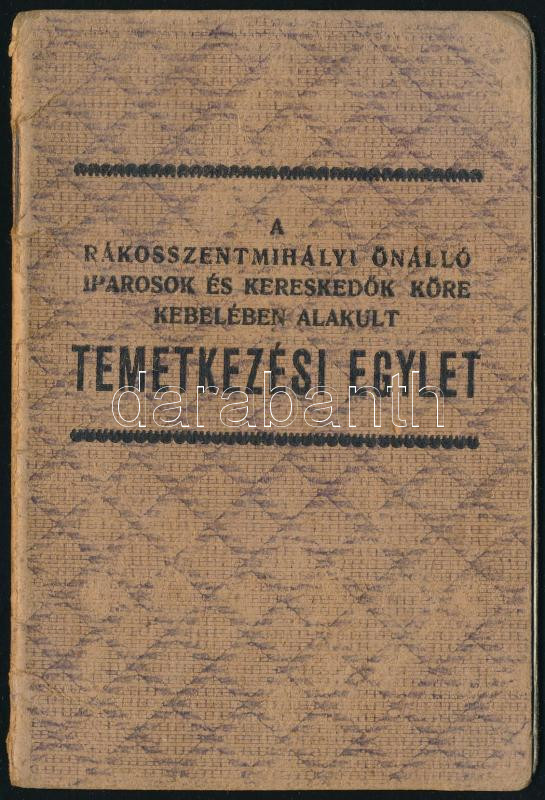 A
RÁKOSSZENTMIHÁLYI ÖNÁLLÓ
IPAROSOK ÉS KERESKEDŐK KÖRE
KEBELÉBEN ALAKULT
TEMETKEZÉSI EGYLET
darabanth